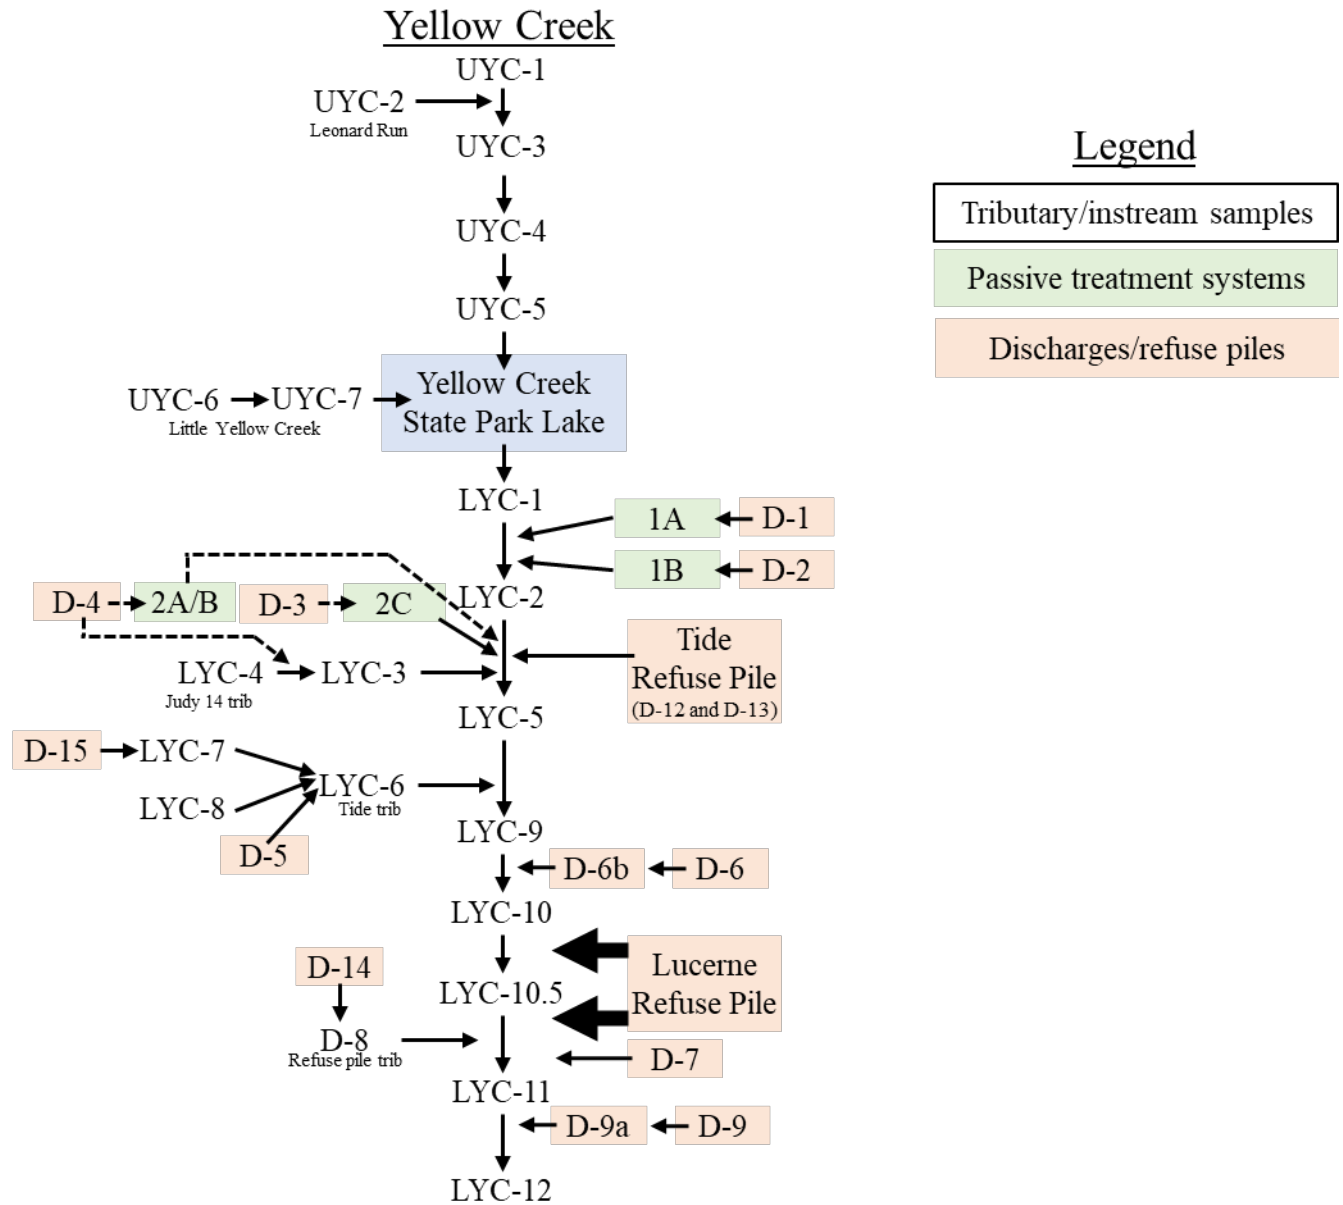 Yellow Creek
UYC-1
UYC-2
Leonard Run
UYC-3
UYC-4
UYC-5
Yellow Creek
State Park Lake
UYC-6
UYC-7
Little Yellow Creek
LYC-1
1A
D-1
1B
D-2
LYC-2
D-4
2A/B
D-3
2C
Tide
Refuse Pile
(D-12 and D-13)
LYC-4
Judy 14 trib
LYC-3
LYC-5
D-15
LYC-7
LYC-6
Tide trib
LYC-8
D-5
LYC-9
D-6b
D-6
LYC-10
Lucerne
Refuse Pile
D-14
LYC-10.5
D-8
Refuse pile trib
D-7
LYC-11
D-9a
D-9
LYC-12
Legend
Tributary/instream samples
Passive treatment systems
Discharges/refuse piles